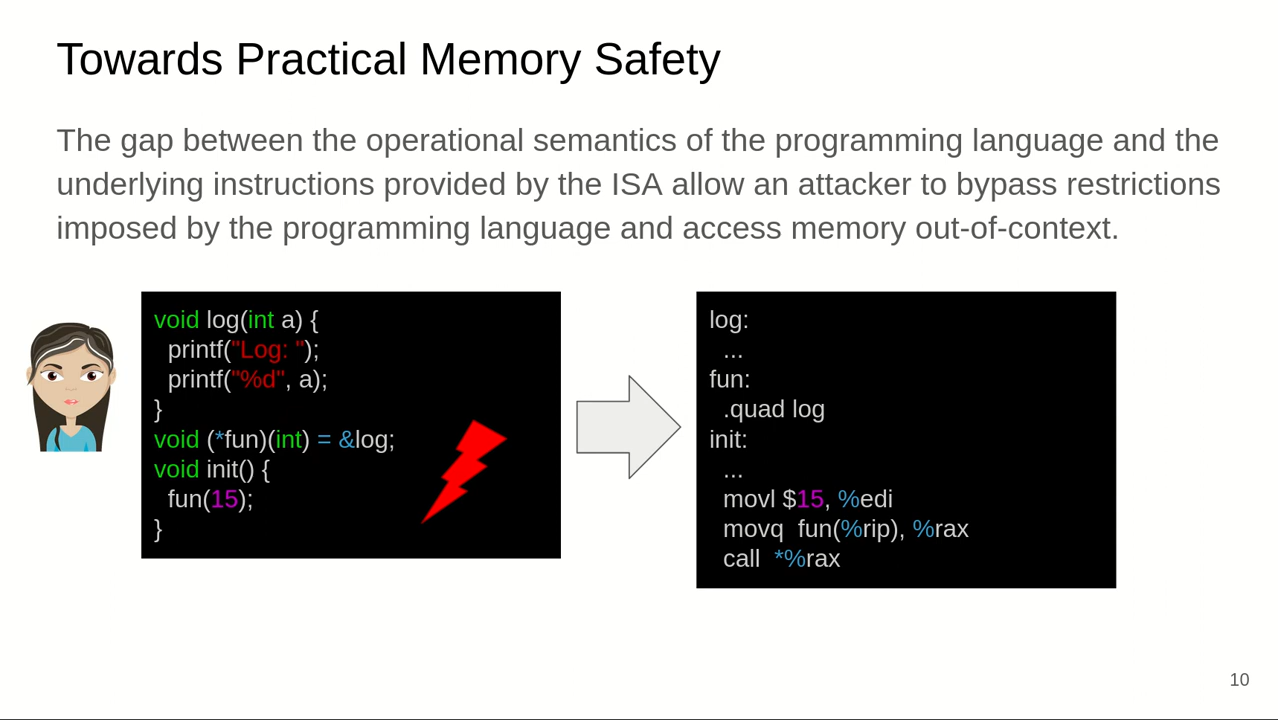 Towards Practical Memory Safety
The gap between the operational semantics of the programming language and the
underlying instructions provided by the ISA allow an attacker to bypass restrictions
imposed by the programming language and access memory out-of-context.
void log(int a) {
  printf("Log: ");
  printf("%d", a);
}
void (*fun)(int) = &log;
void init() {
  fun(15);
}
log:
  ...
fun:
  .quad log
init:
  ...
  movl $15, %edi
  movq  fun(%rip), %rax
  call  *%rax
10